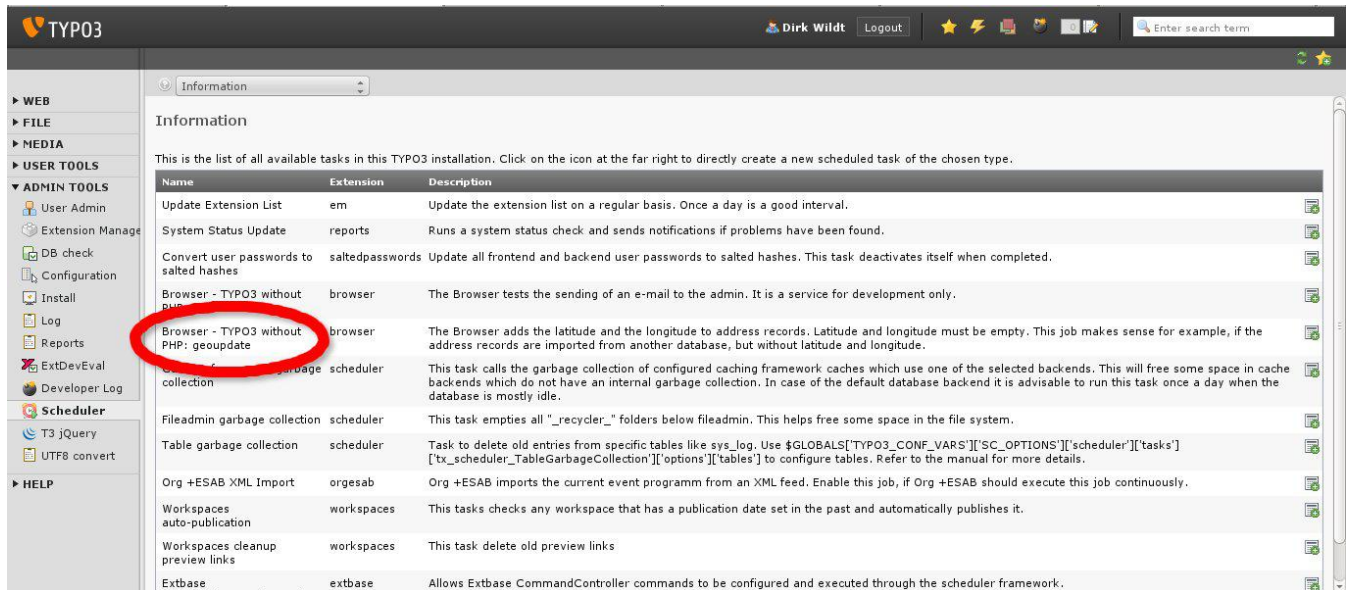 TYPO3
Dirk Wildt Logout 0 Enter search term
Information
WEB
FILE
MEDIA
USER TOOLS
ADMIN TOOLS
User Admin
Extension Manage
DB check
Configuration
Install
Log
Reports
ExtDevEval
Developer Log
Scheduler
T3 jQuery
UTF8 convert
HELP
Information
This is the list of all available tasks in this TYPO3 installation. Click on the icon at the far right to directly create a new scheduled task of the chosen type.
Name Extension Description
Update Extension List em Update the extension list on a regular basis. Once a day is a good interval.
System Status Update reports Runs a system status check and sends notifications if problems have been found.
Convert user passwords to saltedpasswords Update all frontend and backend user passwords to salted hashes. This task deactivates itself when completed.
salted hashes
Browser - TYPO3 without browser The Browser tests the sending of an e-mail to the admin. It is a service for development only.
Browser - TYPO3 without browser The Browser adds the latitude and the longitude to address records. Latitude and longitude must be empty. This job makes sense for example, if the
PHP: geoupdate address records are imported from another database, but without latitude and longitude.
garbage scheduler This task calls the garbage collection of configured caching framework caches which use one of the selected backends. This will free some space in cache
collection backends which do not have an internal garbage collection. In case of the default database backend it is advisable to run this task once a day when the
database is mostly idle.
Fileadmin garbage collection scheduler This task empties all "_recycler_" folders below fileadmin. This helps free some space in the file system.
Table garbage collection scheduler Task to delete old entries from specific tables like sys_log. Use $GLOBALS['TYPO3_CONF_VARS']['SC_OPTIONS']['scheduler']['tasks']
['tx_scheduler_TableGarbageCollection']['options']['tables'] to configure tables. Refer to the manual for more details.
Org +ESAB XML Import orgesab Org +ESAB imports the current event programm from an XML feed. Enable this job, if Org +ESAB should execute this job continuously.
Workspaces workspaces This tasks checks any workspace that has a publication date set in the past and automatically publishes it.
auto-publication
Workspaces cleanup workspaces This task delete old preview links
preview links
Extbase extbase Allows Extbase CommandController commands to be configured and executed through the scheduler framework.